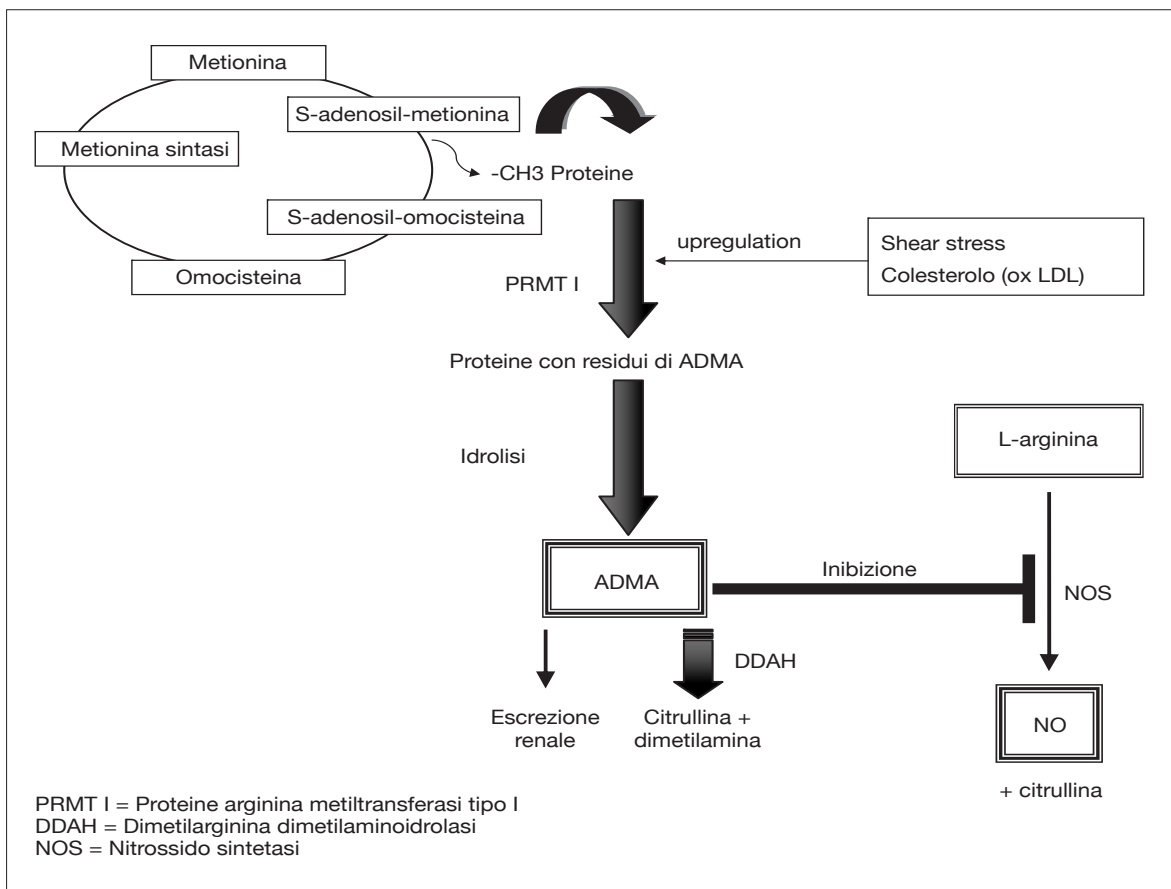 Metionina
S-adenosil-metionina
Metionina sintasi
-CH3 Proteine
S-adenosil-omocisteina
Omocisteina
upregulation
Shear stress
Colesterolo (ox LDL)
PRMT I
Proteine con residui di ADMA
L-arginina
Idrolisi
ADMA
Inibizione
NOS
DDAH
Escrezione
renale
Citrullina +
dimetilamina
NO
+ citrullina
PRMT I = Proteine arginina metiltransferasi tipo I
DDAH = Dimetilarginina dimetilaminoidrolasi
NOS = Nitrossido sintetasi